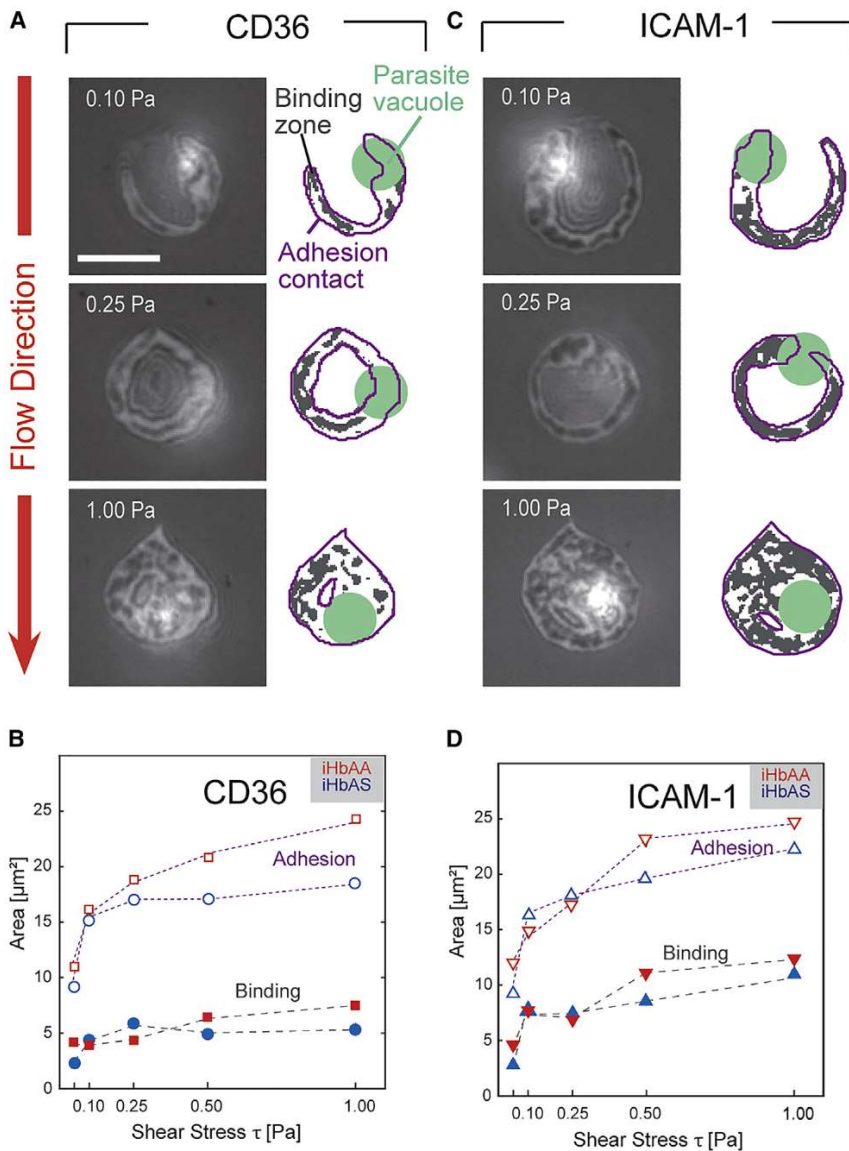 A
CD36
C
ICAM-1
Flow Direction
0.10 Pa
Binding
zone
Parasite
vacuole
Adhesion
contact
0.10 Pa
0.25 Pa
0.25 Pa
1.00 Pa
1.00 Pa
B
CD36
iHbAA
iHbAS
25
20
15
10
5
0
Area [µm²]
Adhesion
Binding
0.10
0.25
0.50
1.00
Shear Stress τ [Pa]
D
ICAM-1
iHbAA
iHbAS
25
20
15
10
5
0
Area [µm²]
Adhesion
Binding
0.10
0.25
0.50
1.00
Shear Stress τ [Pa]